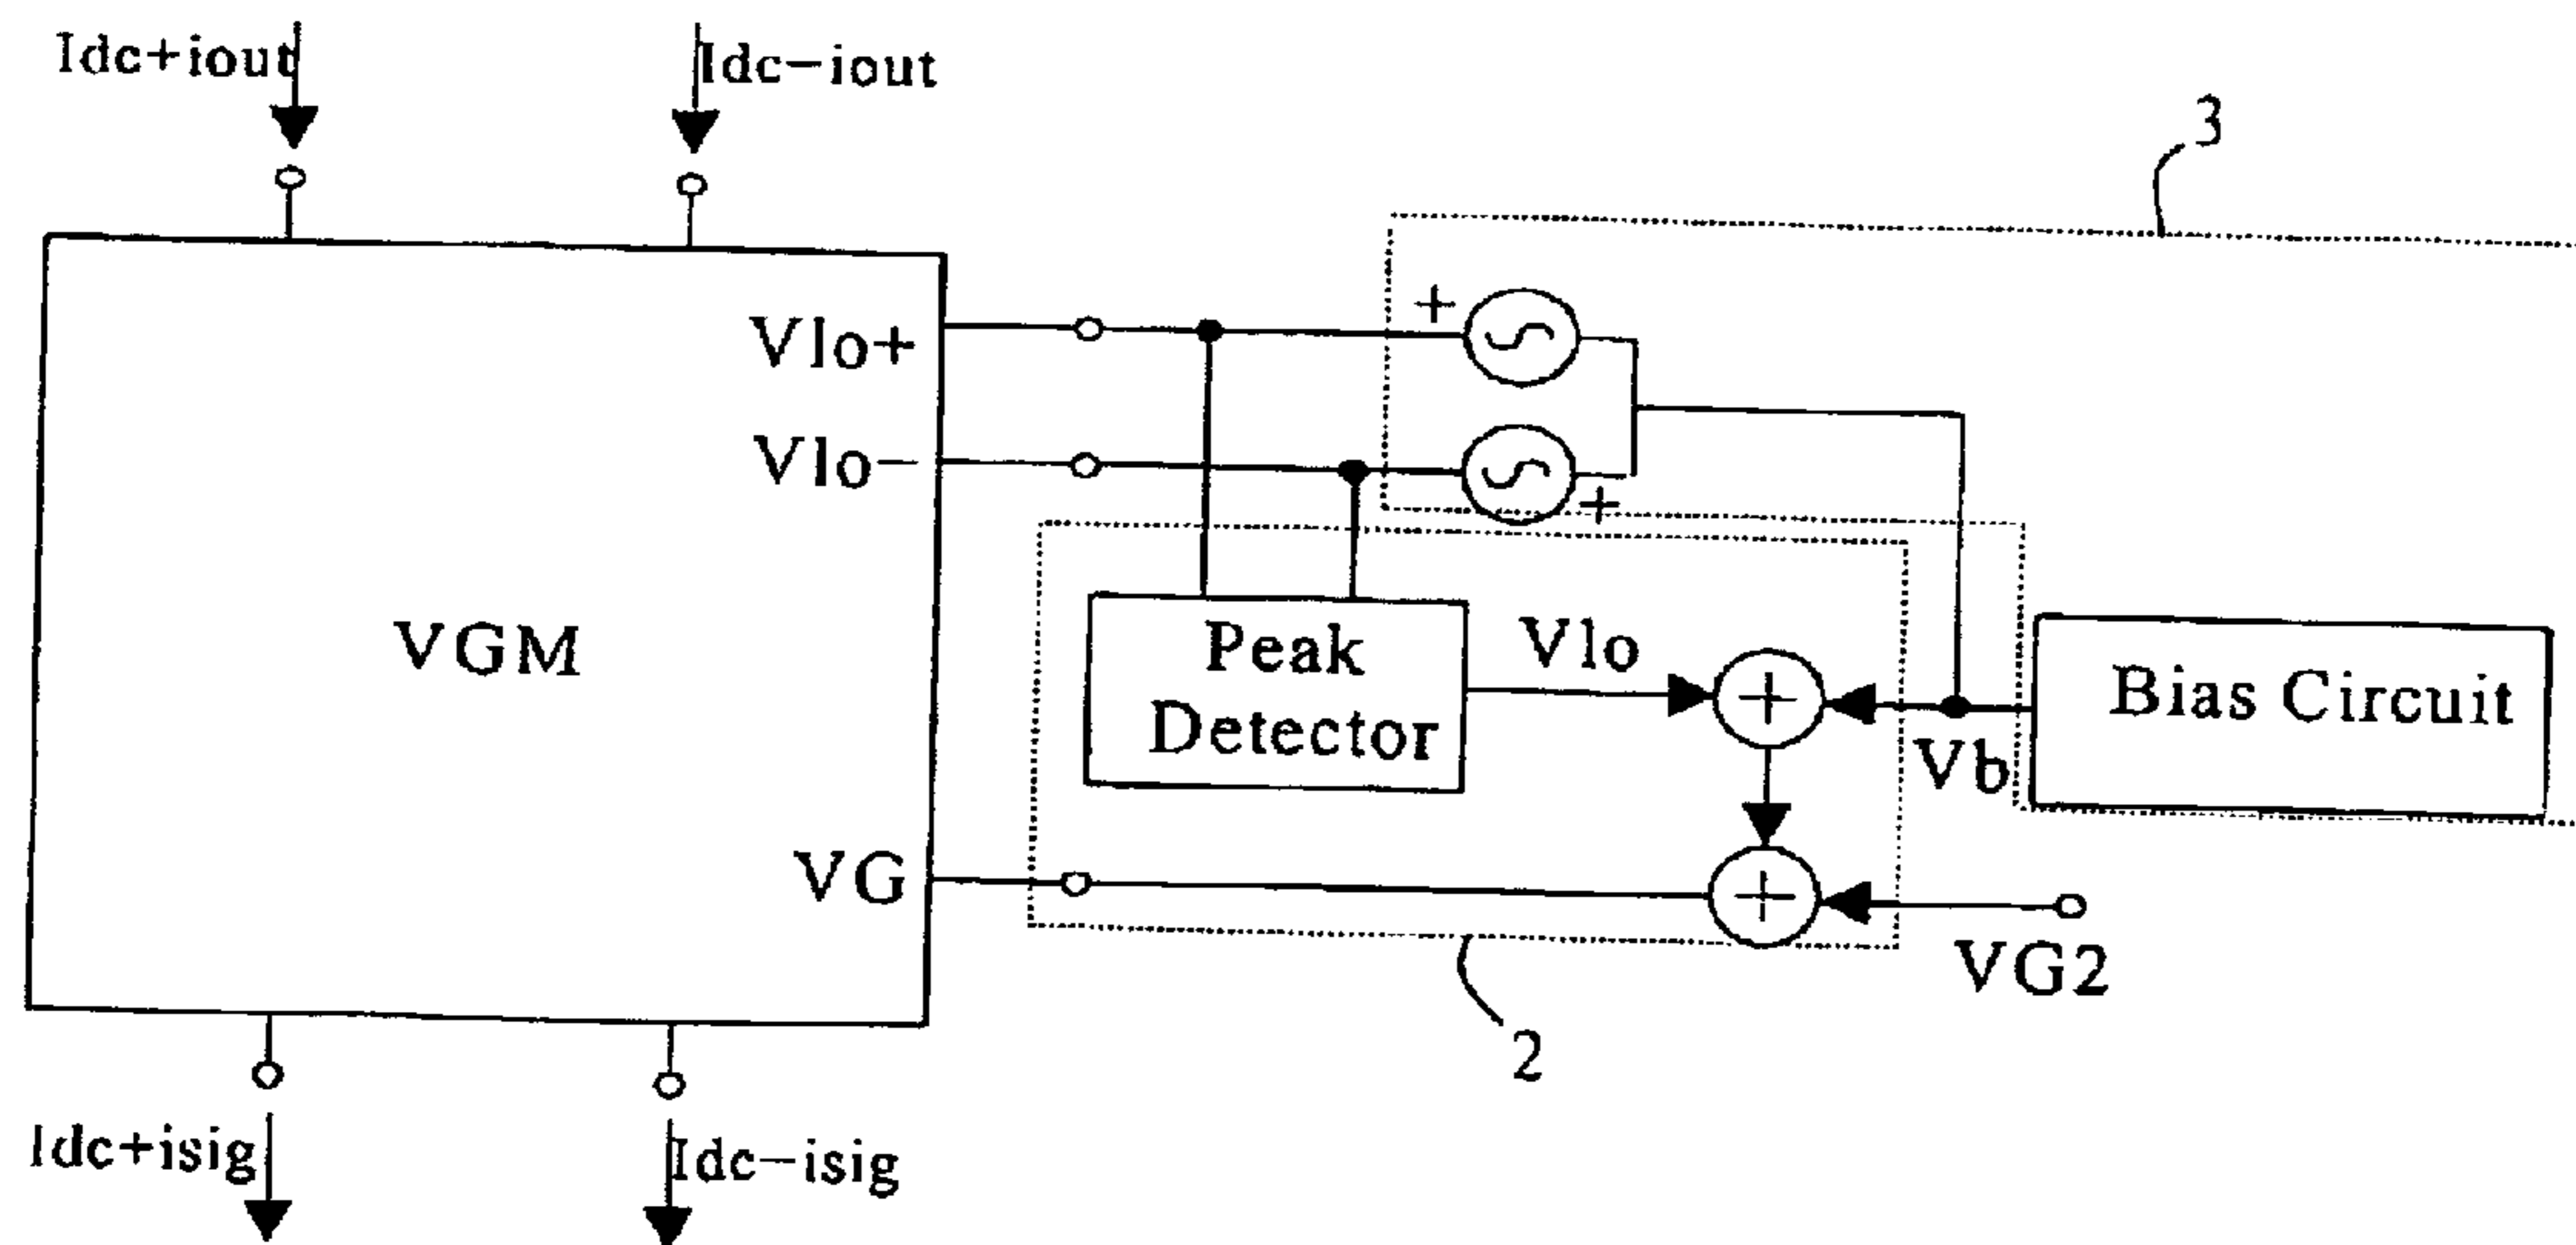 Idc+iout
Idc−iout
3
+
Vlo+
Vlo−
+
VGM
Peak
Detector
Vlo
+
Bias Circuit
Vb
VG
+
VG2
2
Idc+isig
Idc−isig